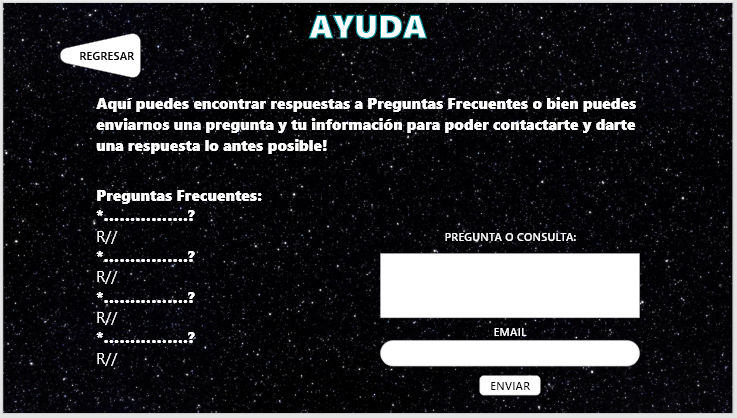 AYUDA
REGRESAR
Aquí puedes encontrar respuestas a Preguntas Frecuentes o bien puedes
enviarnos una pregunta y tu información para poder contactarte y darte
una respuesta lo antes posible!
Preguntas Frecuentes:
*................?
R//
*................?
R//
*................?
R//
*................?
R//
PREGUNTA O CONSULTA:
EMAIL
ENVIAR